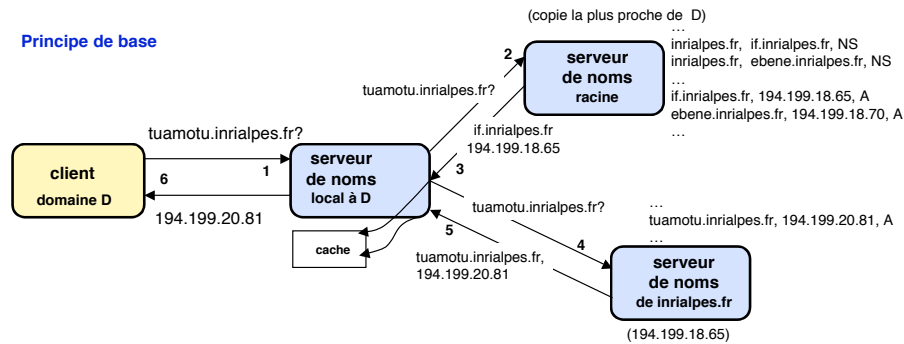 Principe de base
(copie la plus proche de D)
…
inrialpes.fr, if.inrialpes.fr, NS
inrialpes.fr, ebene.inrialpes.fr, NS
…
if.inrialpes.fr, 194.199.18.65, A
ebene.inrialpes.fr, 194.199.18.70, A
…
2
serveur
de noms
racine
tuamotu.inrialpes.fr?
if.inrialpes.fr
194.199.18.65
3
tuamotu.inrialpes.fr?
1
6
client
domaine D
194.199.20.81
serveur
de noms
local à D
cache
tuamotu.inrialpes.fr?
5
4
tuamotu.inrialpes.fr,
194.199.20.81
…
tuamotu.inrialpes.fr, 194.199.20.81, A
…
serveur
de noms
de inrialpes.fr
(194.199.18.65)